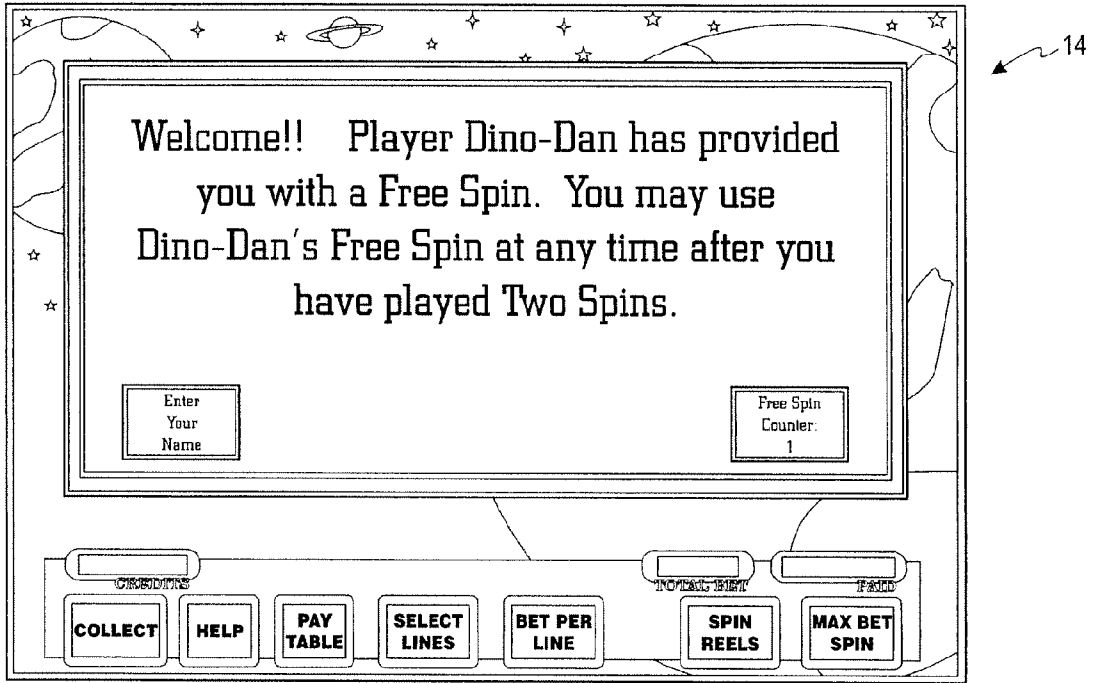 14
Welcome!! Player Dino-Dan has provided
you with a Free Spin. You may use
Dino-Dan's Free Spin at any time after you
have played Two Spins.
Enter
Your
Name
Free Spin
Counter:
1
CREDITS
TOTAL BET
PAID
COLLECT
HELP
PAY
TABLE
SELECT
LINES
BET PER
LINE
SPIN
REELS
MAX BET
SPIN